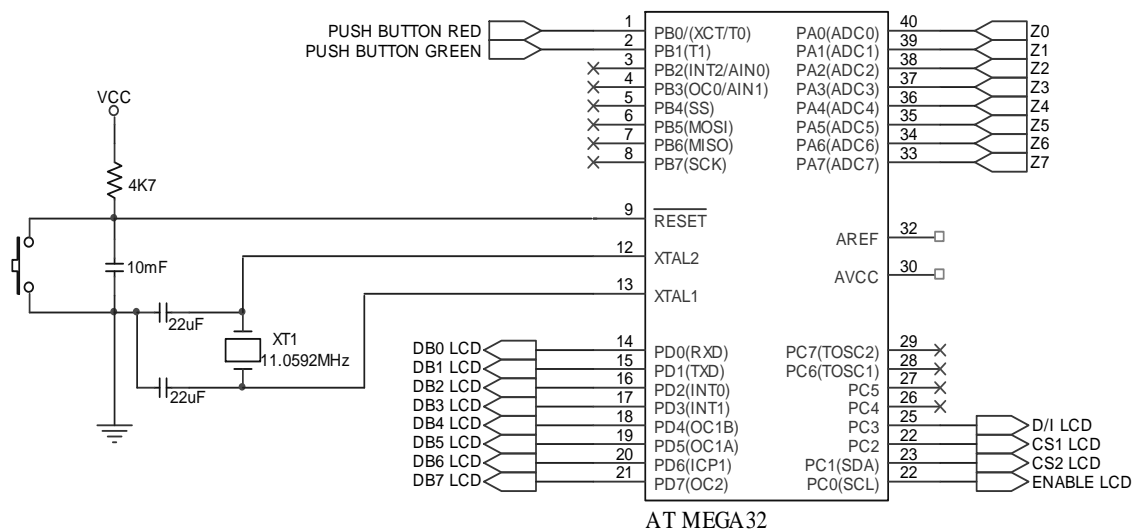 PUSH BUTTON RED
PUSH BUTTON GREEN
VCC
4K7
10mF
22uF
22uF
XT1
11.0592MHz
DB0 LCD
DB1 LCD
DB2 LCD
DB3 LCD
DB4 LCD
DB5 LCD
DB6 LCD
DB7 LCD
1 PB0/(XCT/T0)
2 PB1(T1)
3 PB2(INT2/AIN0)
4 PB3(OC0/AIN1)
5 PB4(SS)
6 PB5(MOSI)
7 PB6(MISO)
8 PB7(SCK)
9 RESET
12 XTAL2
13 XTAL1
14 PD0(RXD)
15 PD1(TXD)
16 PD2(INT0)
17 PD3(INT1)
18 PD4(OC1B)
19 PD5(OC1A)
20 PD6(ICP1)
21 PD7(OC2)
PA0(ADC0) 40 Z0
PA1(ADC1) 39 Z1
PA2(ADC2) 38 Z2
PA3(ADC3) 37 Z3
PA4(ADC4) 36 Z4
PA5(ADC5) 35 Z5
PA6(ADC6) 34 Z6
PA7(ADC7) 33 Z7
AREF 32
AVCC 30
PC7(TOSC2) 29
PC6(TOSC1) 28
PC5 27
PC4 26
PC3 25 D/I LCD
PC2 22 CS1 LCD
PC1(SDA) 23 CS2 LCD
PC0(SCL) 22 ENABLE LCD
AT MEGA32